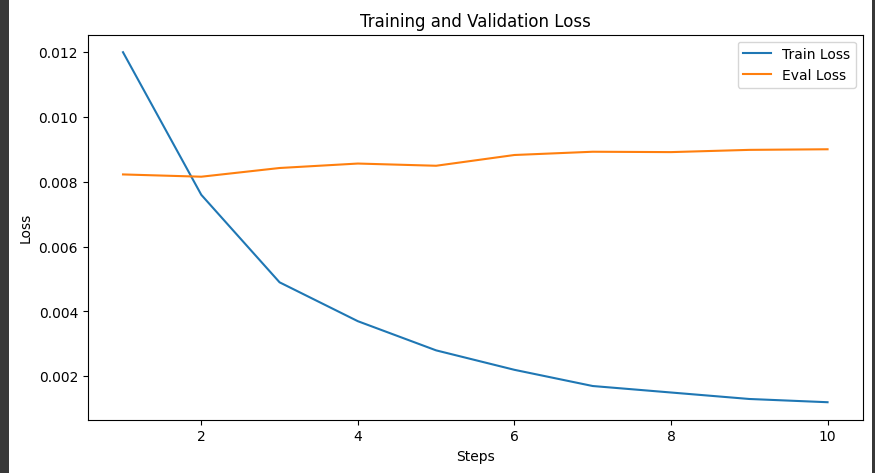 Training and Validation Loss
Train Loss
Eval Loss
0.012
0.010
0.008
0.006
0.004
0.002
Loss
2 4 6 8 10
Steps